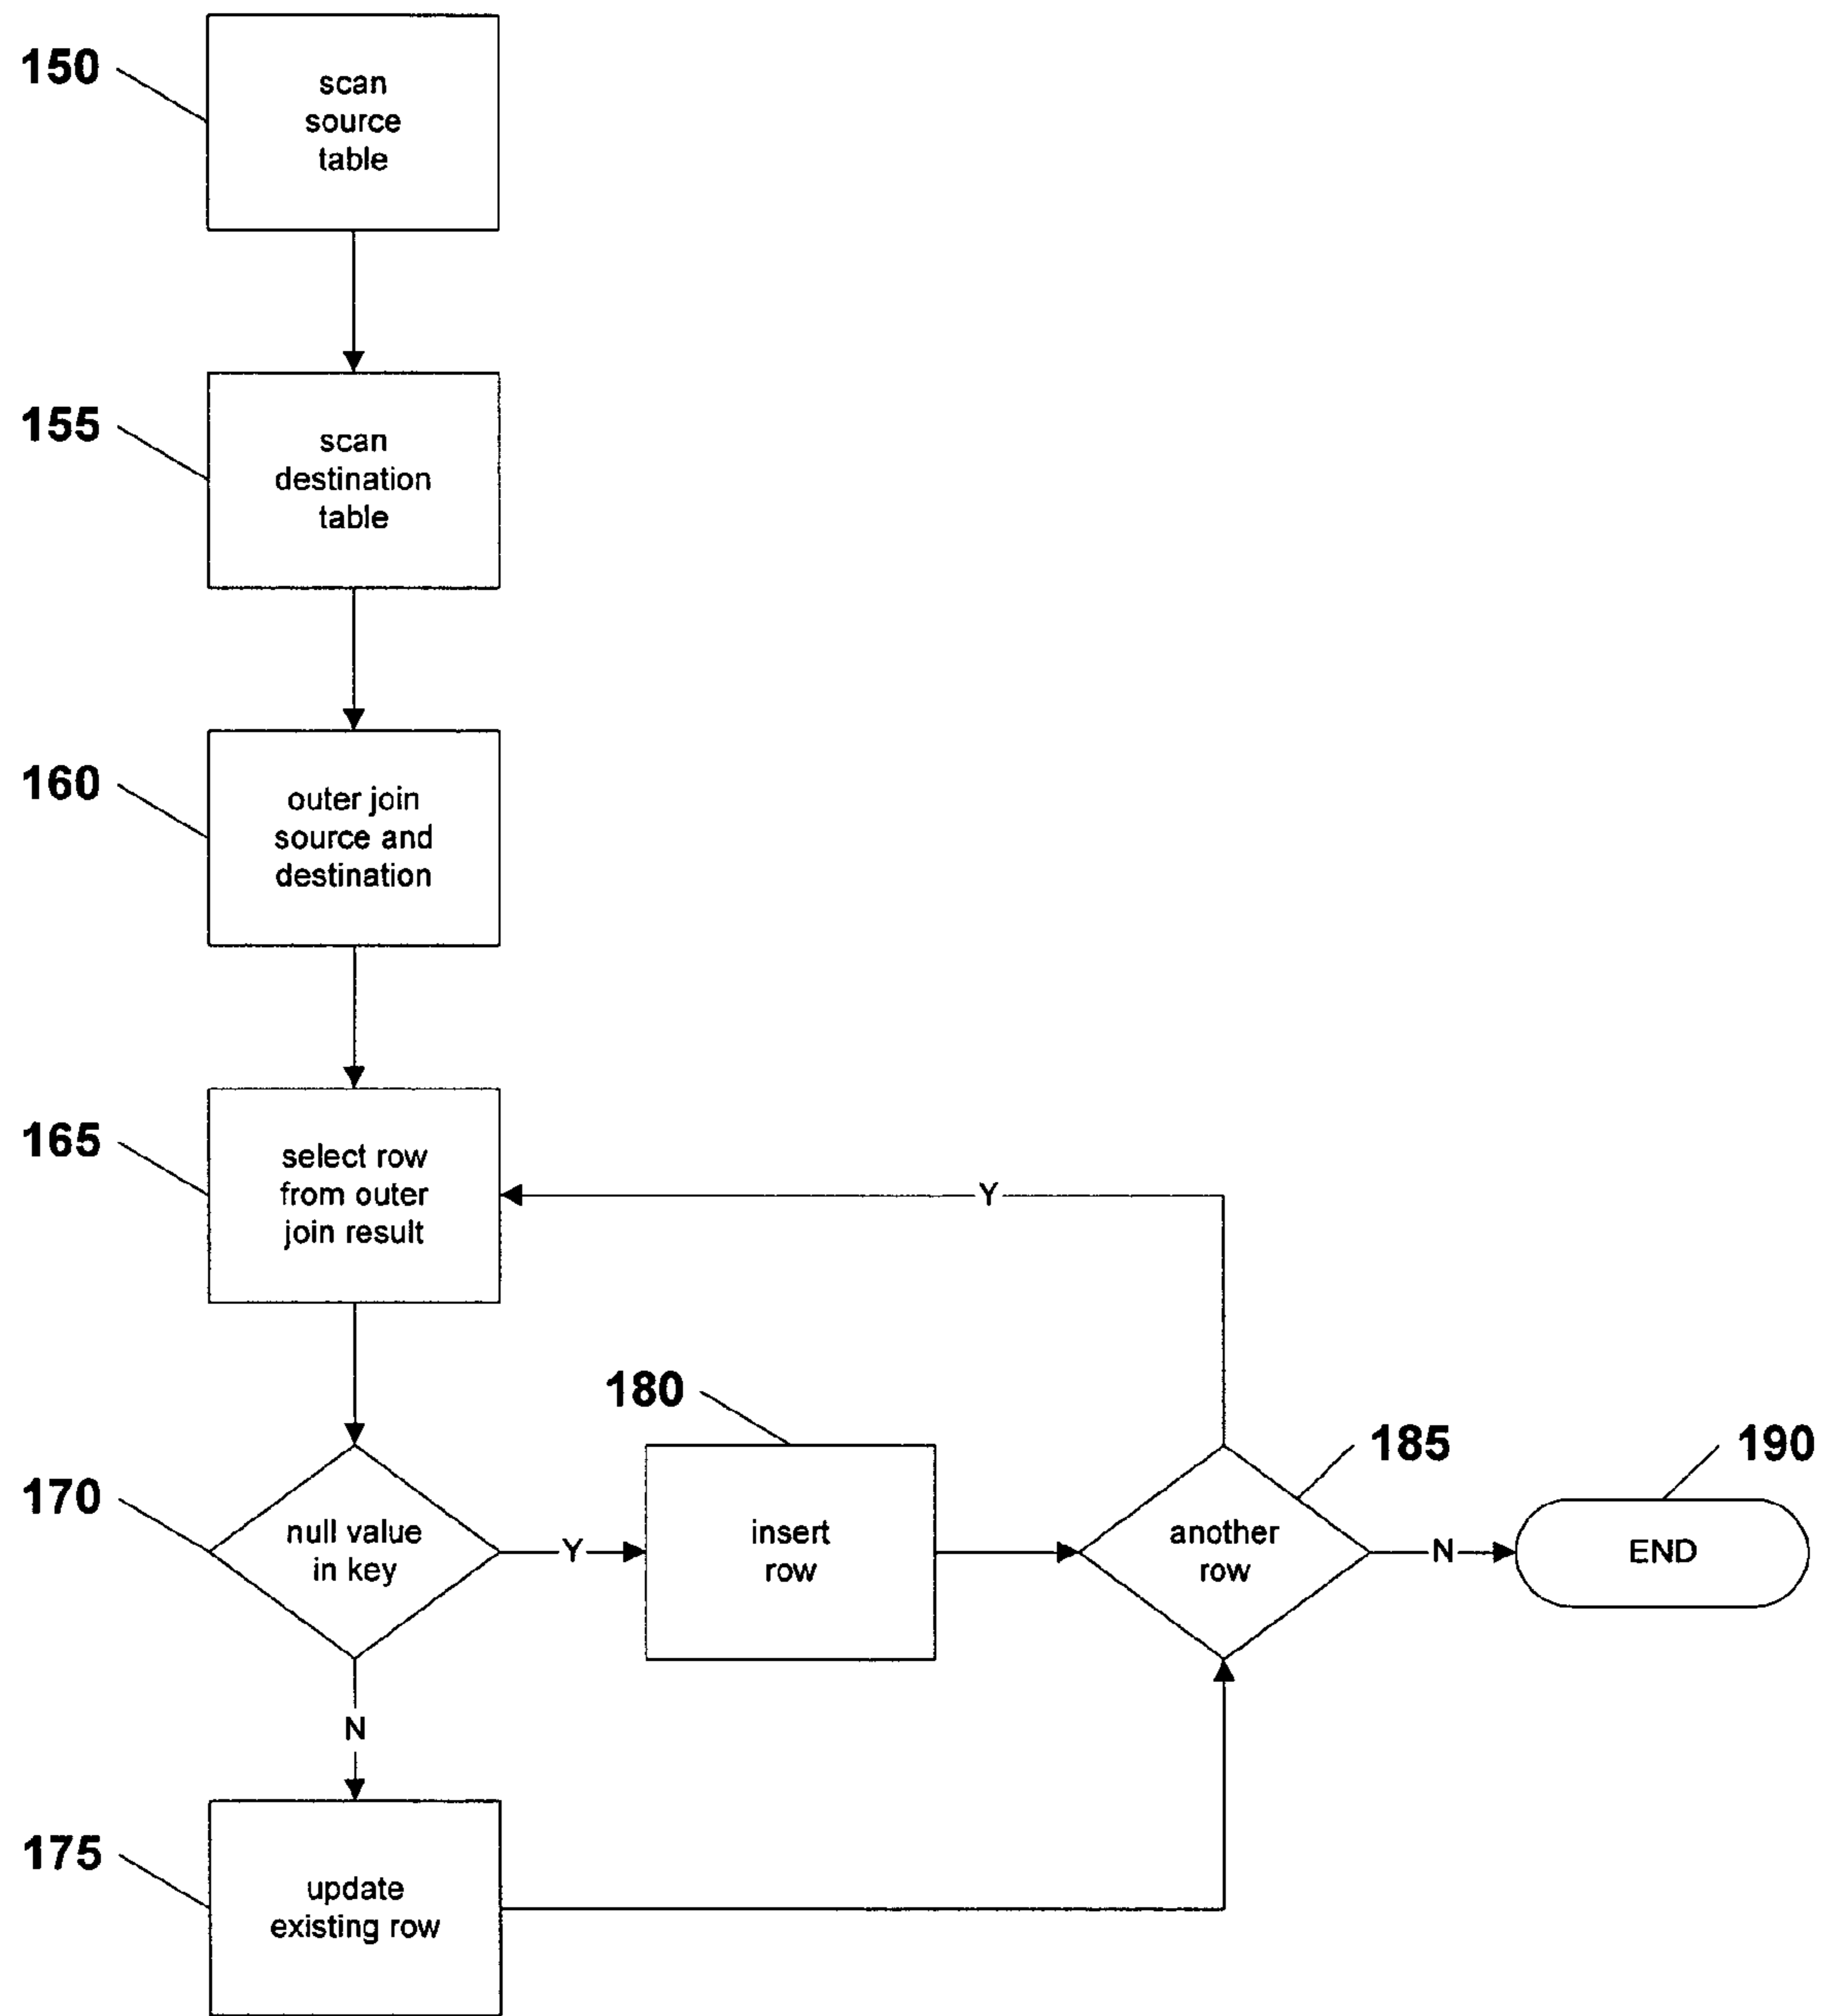 150
scan
source
table
155
scan
destination
table
160
outer join
source and
destination
165
select row
from outer
join result
Y
180
185
190
170
null value
in key
Y
insert
row
another
row
N
END
N
175
update
existing row